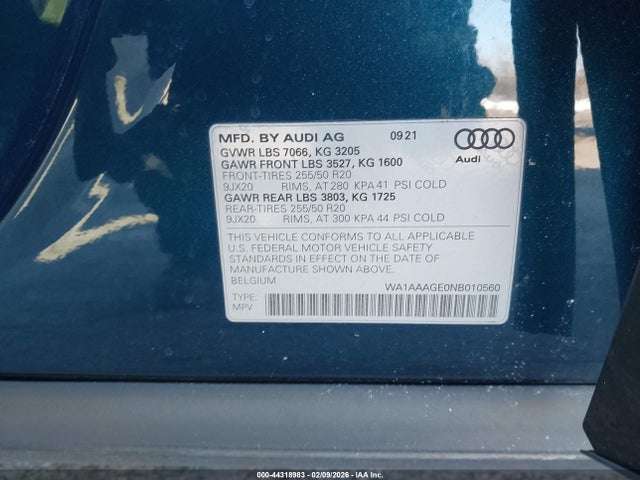 MFD. BY AUDI AG 09 21
GVWR LBS 7066, KG 3205
GAWR FRONT LBS 3527, KG 1600
FRONT-TIRES 255/50 R20
9JX20 RIMS, AT 280 KPA 41 PSI COLD
GAWR REAR LBS 3803, KG 1725
REAR-TIRES 255/50 R20
9JX20 RIMS, AT 300 KPA 44 PSI COLD
Audi
THIS VEHICLE CONFORMS TO ALL APPLICABLE
U.S. FEDERAL MOTOR VEHICLE SAFETY
STANDARDS IN EFFECT ON THE DATE OF
MANUFACTURE SHOWN ABOVE.
BELGIUM
WA1AAAGE0NB010560
TYPE:
MPV
000-44318983 - 02/09/2026 - IAA Inc.